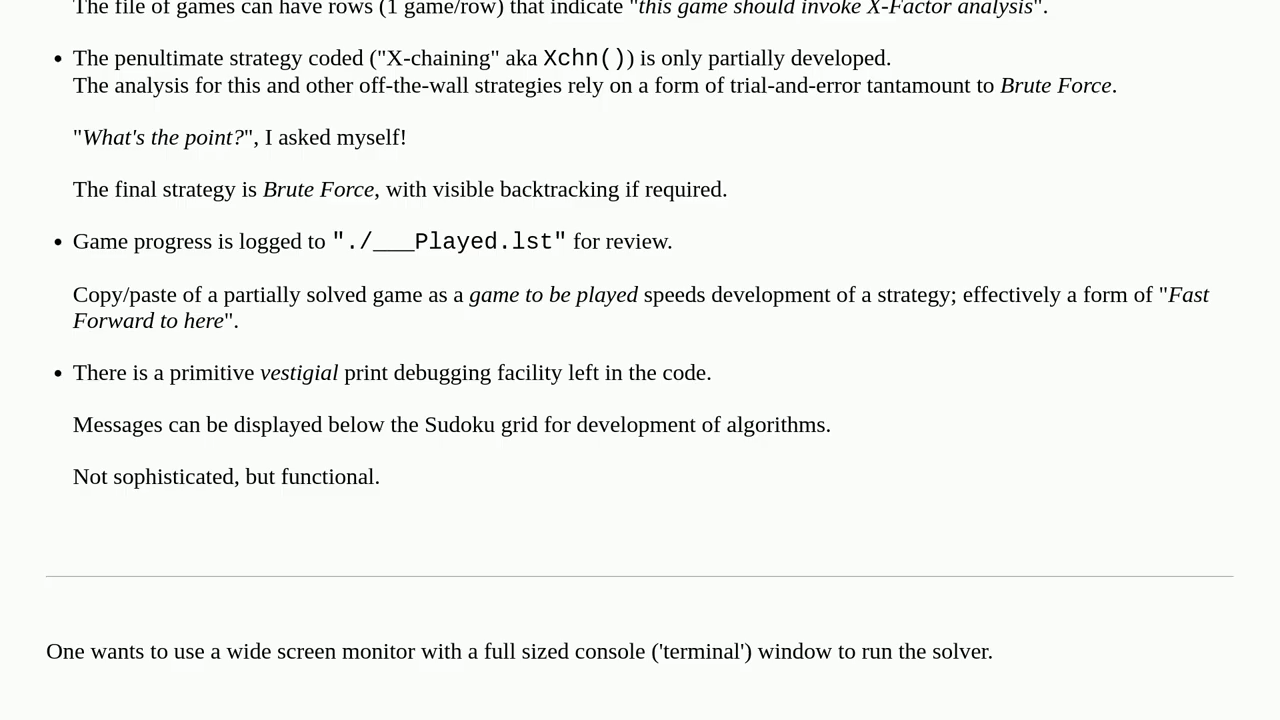 The file of games can have rows (1 game/row) that indicate "this game should invoke X-Factor analysis".
• The penultimate strategy coded ("X-chaining" aka Xchn()) is only partially developed.
The analysis for this and other off-the-wall strategies rely on a form of trial-and-error tantamount to Brute Force.
"What's the point?", I asked myself!
The final strategy is Brute Force, with visible backtracking if required.
• Game progress is logged to "./___Played.lst" for review.
Copy/paste of a partially solved game as a game to be played speeds development of a strategy; effectively a form of "Fast
Forward to here".
• There is a primitive vestigial print debugging facility left in the code.
Messages can be displayed below the Sudoku grid for development of algorithms.
Not sophisticated, but functional.
One wants to use a wide screen monitor with a full sized console ('terminal') window to run the solver.